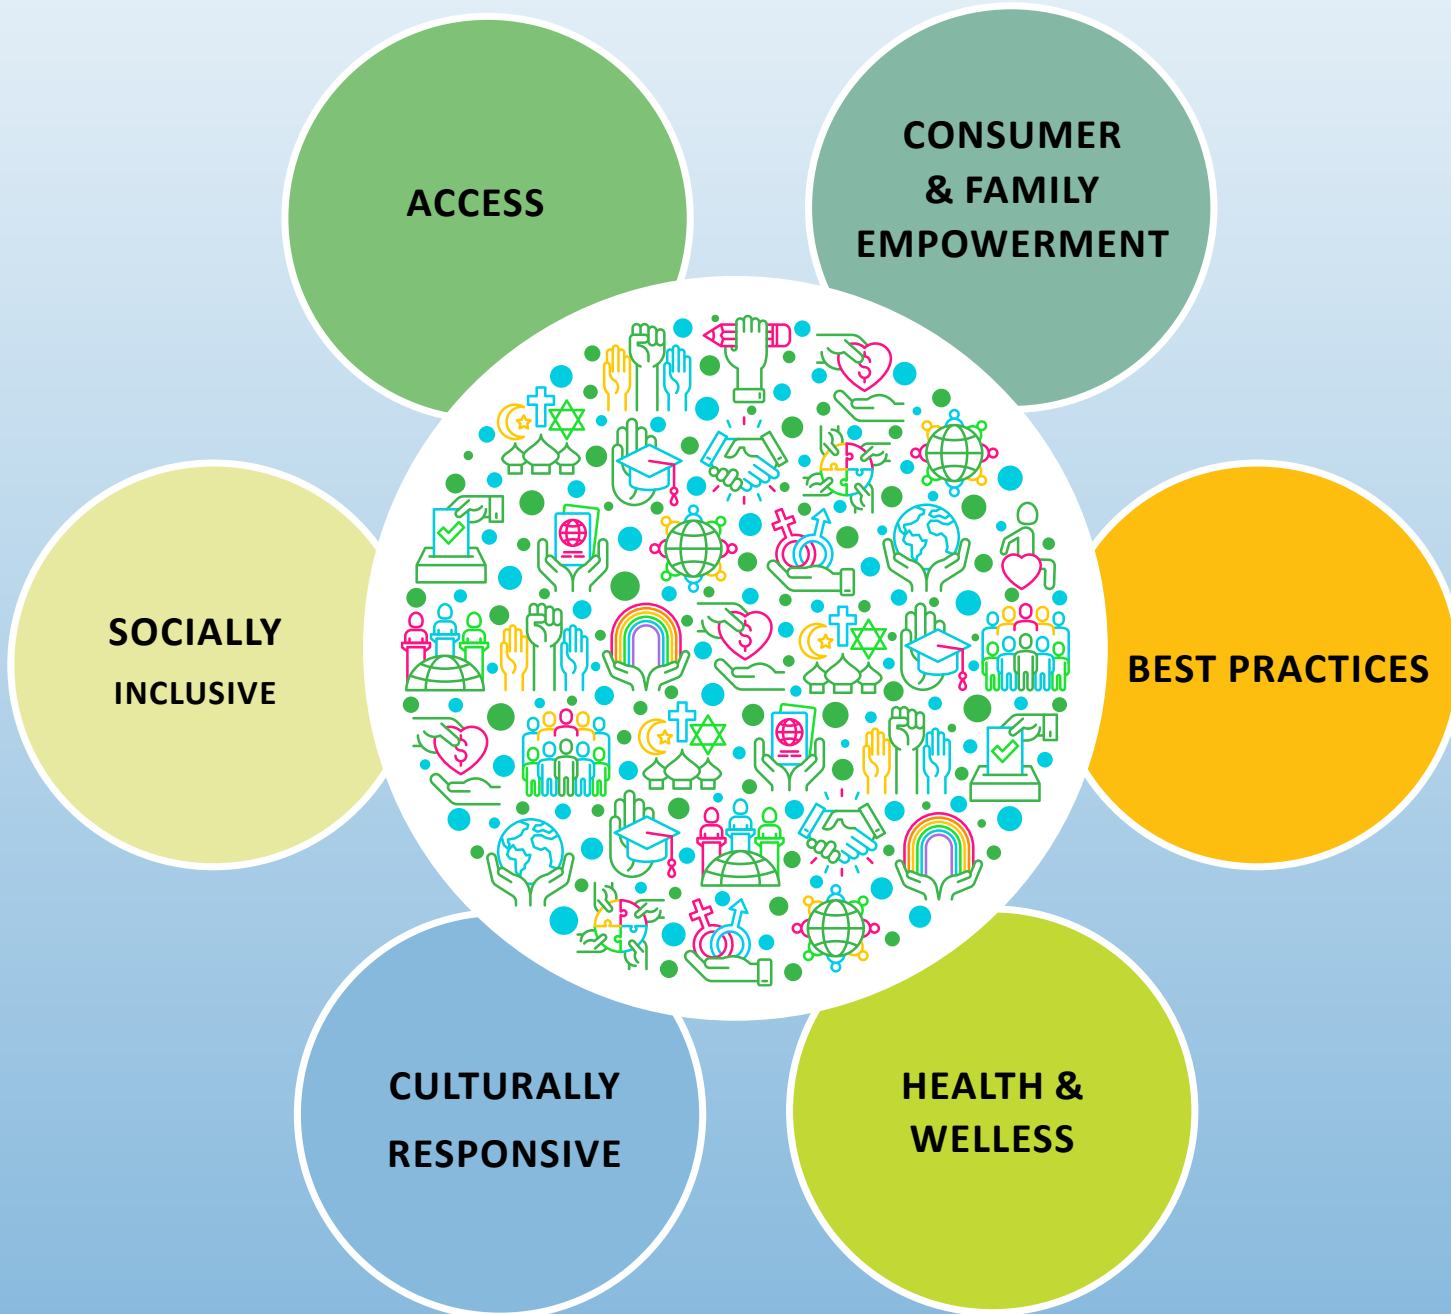 ACCESS
CONSUMER
& FAMILY
EMPOWERMENT
SOCIALLY
INCLUSIVE
BEST PRACTICES
CULTURALLY
RESPONSIVE
HEALTH &
WELLESS